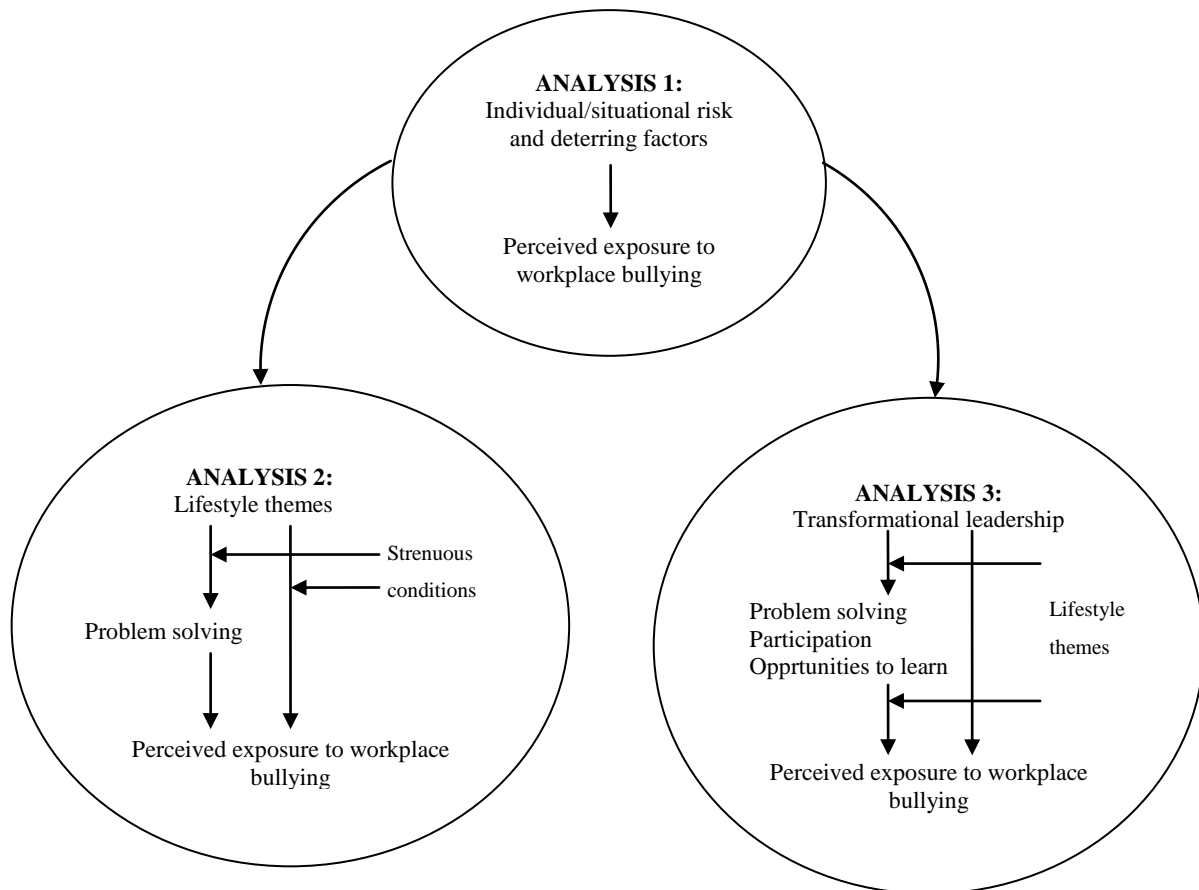 ANALYSIS 1:
Individual/situational risk
and deterring factors
Perceived exposure to
workplace bullying
ANALYSIS 2:
Lifestyle themes
Strenuous
conditions
Problem solving
Perceived exposure to workplace
bullying
ANALYSIS 3:
Transformational leadership
Problem solving
Participation
Opprtunities to learn
Lifestyle
themes
Perceived exposure to workplace
bullying